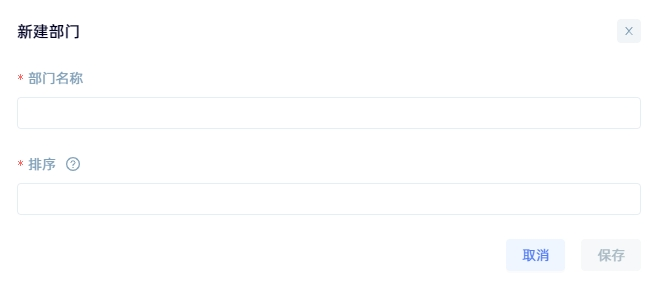 新建部门
* 部门名称
* 排序
取消 保存